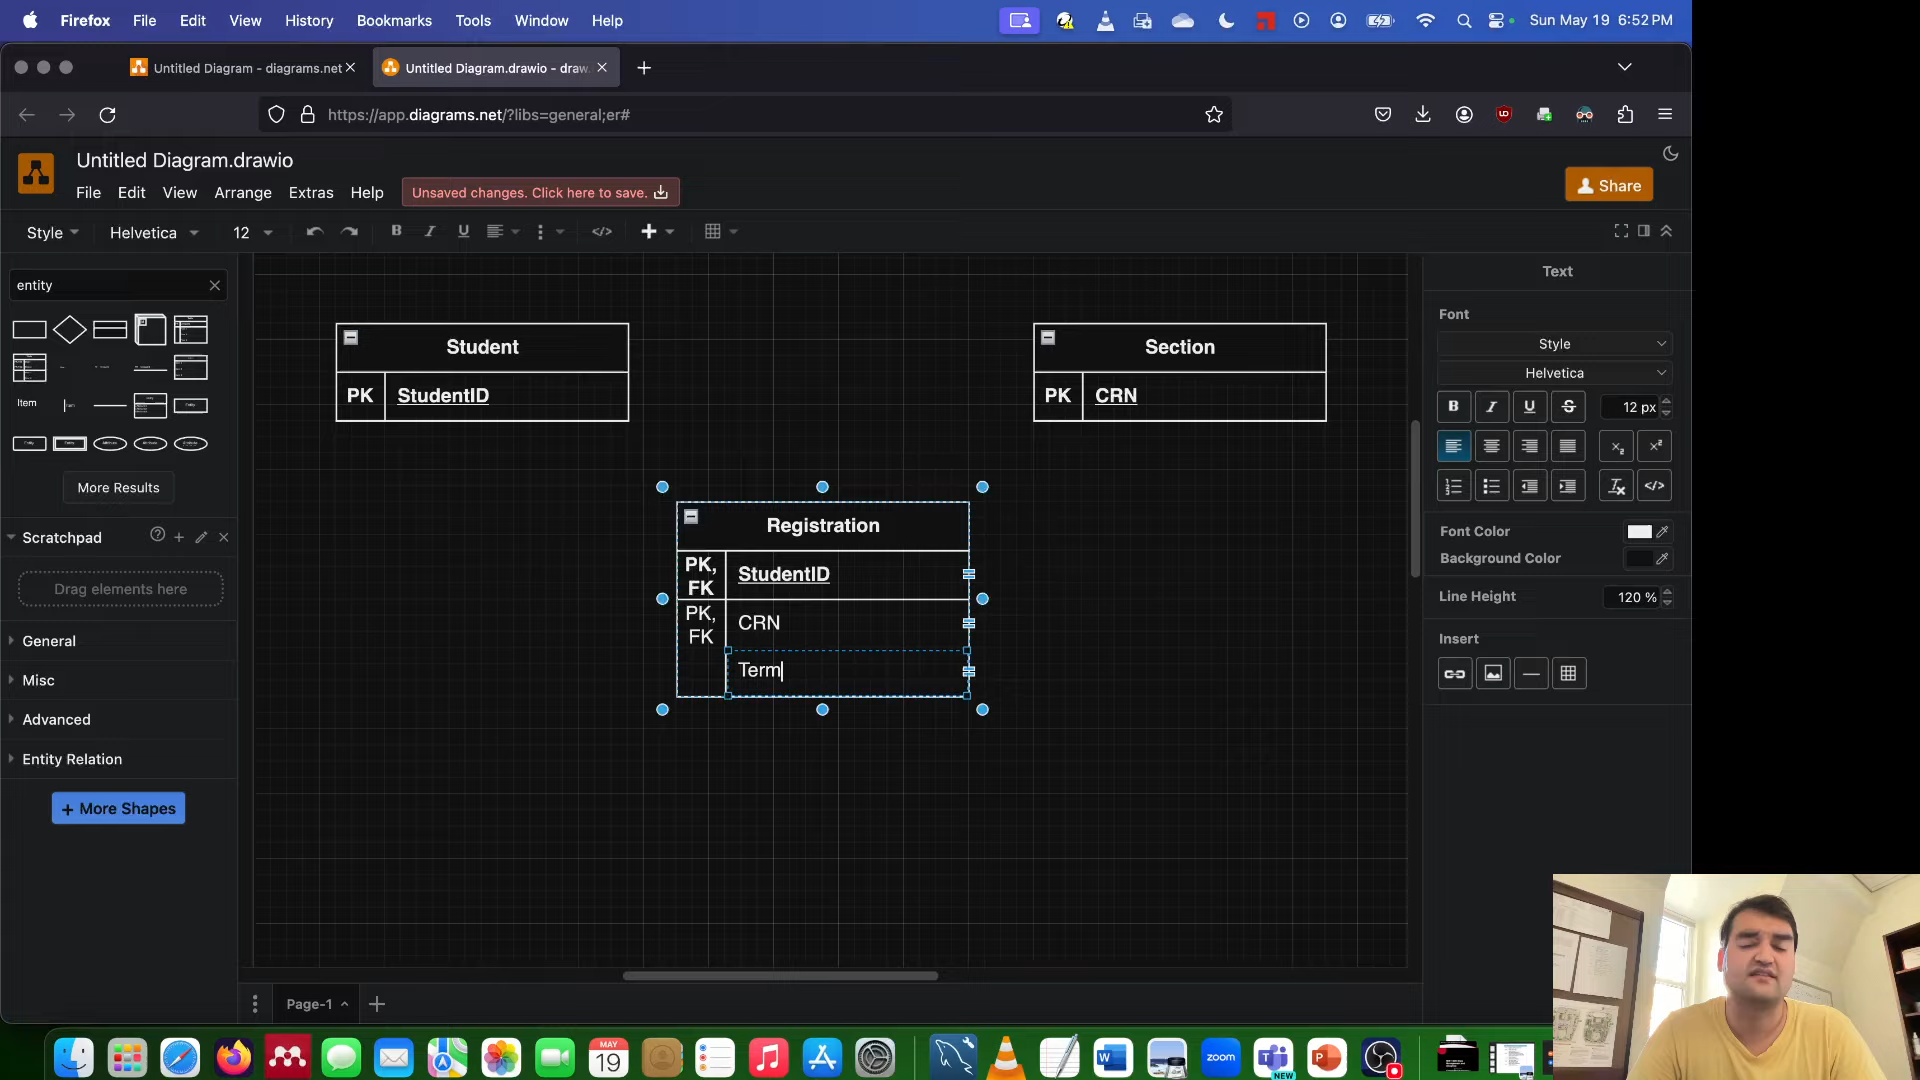 Firefox File Edit View History Bookmarks Tools Window Help Sun May 19 6:52 PM
Untitled Diagram - diagrams.net
Untitled Diagram.drawio - draw.
https://app.diagrams.net/?libs=general;er#
Untitled Diagram.drawio
File Edit View Arrange Extras Help Unsaved changes. Click here to save.
Share
Style Helvetica 12
entity
Item
More Results
Scratchpad
Drag elements here
General
Misc
Advanced
Entity Relation
+ More Shapes
Student
PK StudentID
Section
PK CRN
Registration
PK, FK StudentID
PK, FK CRN
Term
Text
Font
Style
Helvetica
B I U S 12 px
Font Color
Background Color
Line Height 120 %
Insert
Page-1
MAY
19
zoom
NEW